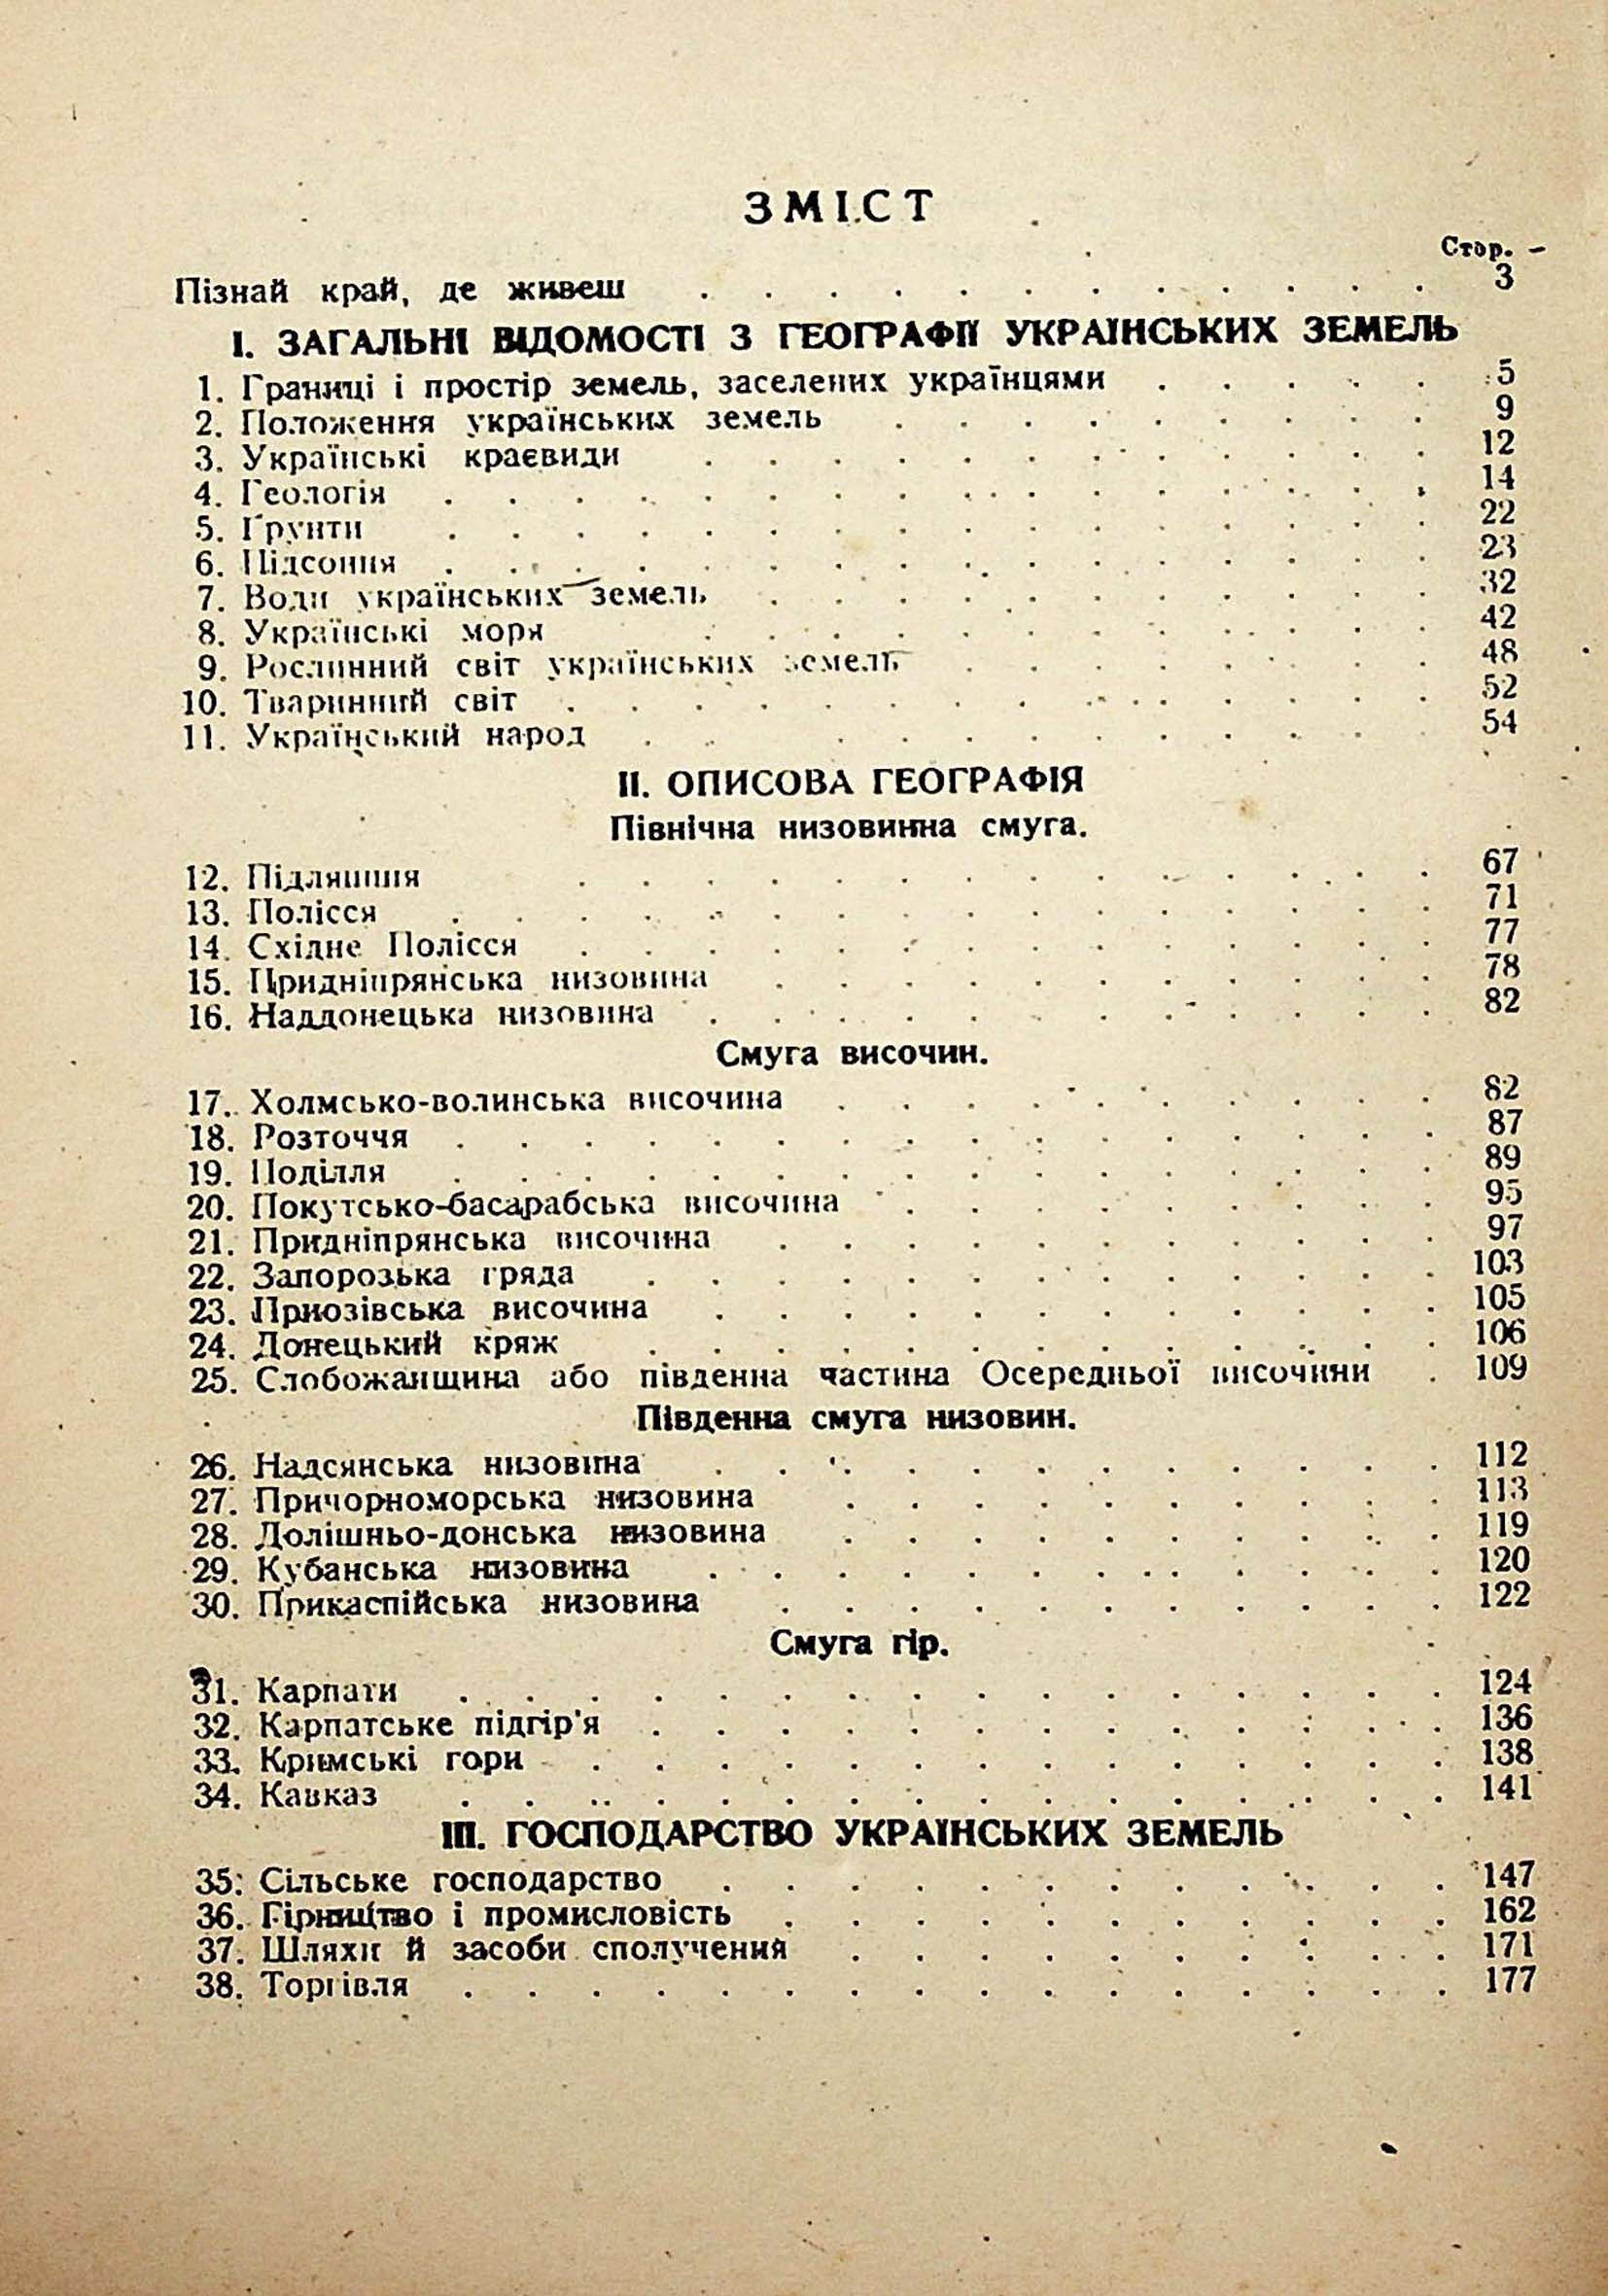 ЗМІСТ
Стор.
Пізнай край, де живеш . . . . . . . . . . . . 3
І. ЗАГАЛЬНІ ВІДОМОСТІ З ГЕОГРАФІЇ УКРАЇНСЬКИХ ЗЕМЕЛЬ
1. Границі і простір земель, заселених українцями . . . . . 5
2. Положення українських земель . . . . . . . . . 9
3. Українські краєвиди . . . . . . . . . . . . 12
4. Геологія . . . . . . . . . . . . . . . . 14
5. Ґрунти . . . . . . . . . . . . . . . . 22
6. Підсоння . . . . . . . . . . . . . . . . 23
7. Води українських земель . . . . . . . . . . . 32
8. Українські моря . . . . . . . . . . . . 42
9. Рослинний світ українських земель . . . . . . . . 48
10. Тваринний світ . . . . . . . . . . . . . . 52
11. Український народ . . . . . . . . . . . . 54
ІІ. ОПИСОВА ГЕОГРАФІЯ
Північна низовинна смуга.
12. Підляшшя . . . . . . . . . . . . . . 67
13. Полісся . . . . . . . . . . . . . . . . 71
14. Східне Полісся . . . . . . . . . . . . . . 77
15. Придніпрянська низовина . . . . . . . . . . . 78
16. Наддонецька низовина . . . . . . . . . . . . 82
Смуга височин.
17. Холмсько-волинська височина . . . . . . . . . . 82
18. Розточчя . . . . . . . . . . . . . . . . 87
19. Поділля . . . . . . . . . . . . . . . . 89
20. Покутсько-басарабська височина . . . . . . . . . 95
21. Придніпрянська височина . . . . . . . . . . . 97
22. Запорозька гряда . . . . . . . . . . . . . 103
23. Приозівська височина . . . . . . . . . . . . 105
24. Донецький кряж . . . . . . . . . . . . . 106
25. Слобожанщина або південна частина Осередньої височини . 109
Південна смуга низовин.
26. Надсянська низовина . . . . . . . . . . . . 112
27. Причорноморська низовина . . . . . . . . . . 113
28. Долішньо-донська низовина . . . . . . . . . . 119
29. Кубанська низовина . . . . . . . . . . . . 120
30. Прикаспійська низовина . . . . . . . . . . . 122
Смуга гір.
31. Карпати . . . . . . . . . . . . . . . . 124
32. Карпатське підгір'я . . . . . . . . . . . . . 136
33. Кримські гори . . . . . . . . . . . . . . 138
34. Кавказ . . . . . . . . . . . . . . . . 141
ІІІ. ГОСПОДАРСТВО УКРАЇНСЬКИХ ЗЕМЕЛЬ
35. Сільське господарство . . . . . . . . . . . . 147
36. Гірництво і промисловість . . . . . . . . . . . 162
37. Шляхи й засоби сполучення . . . . . . . . . . 171
38. Торгівля . . . . . . . . . . . . . . . . 177